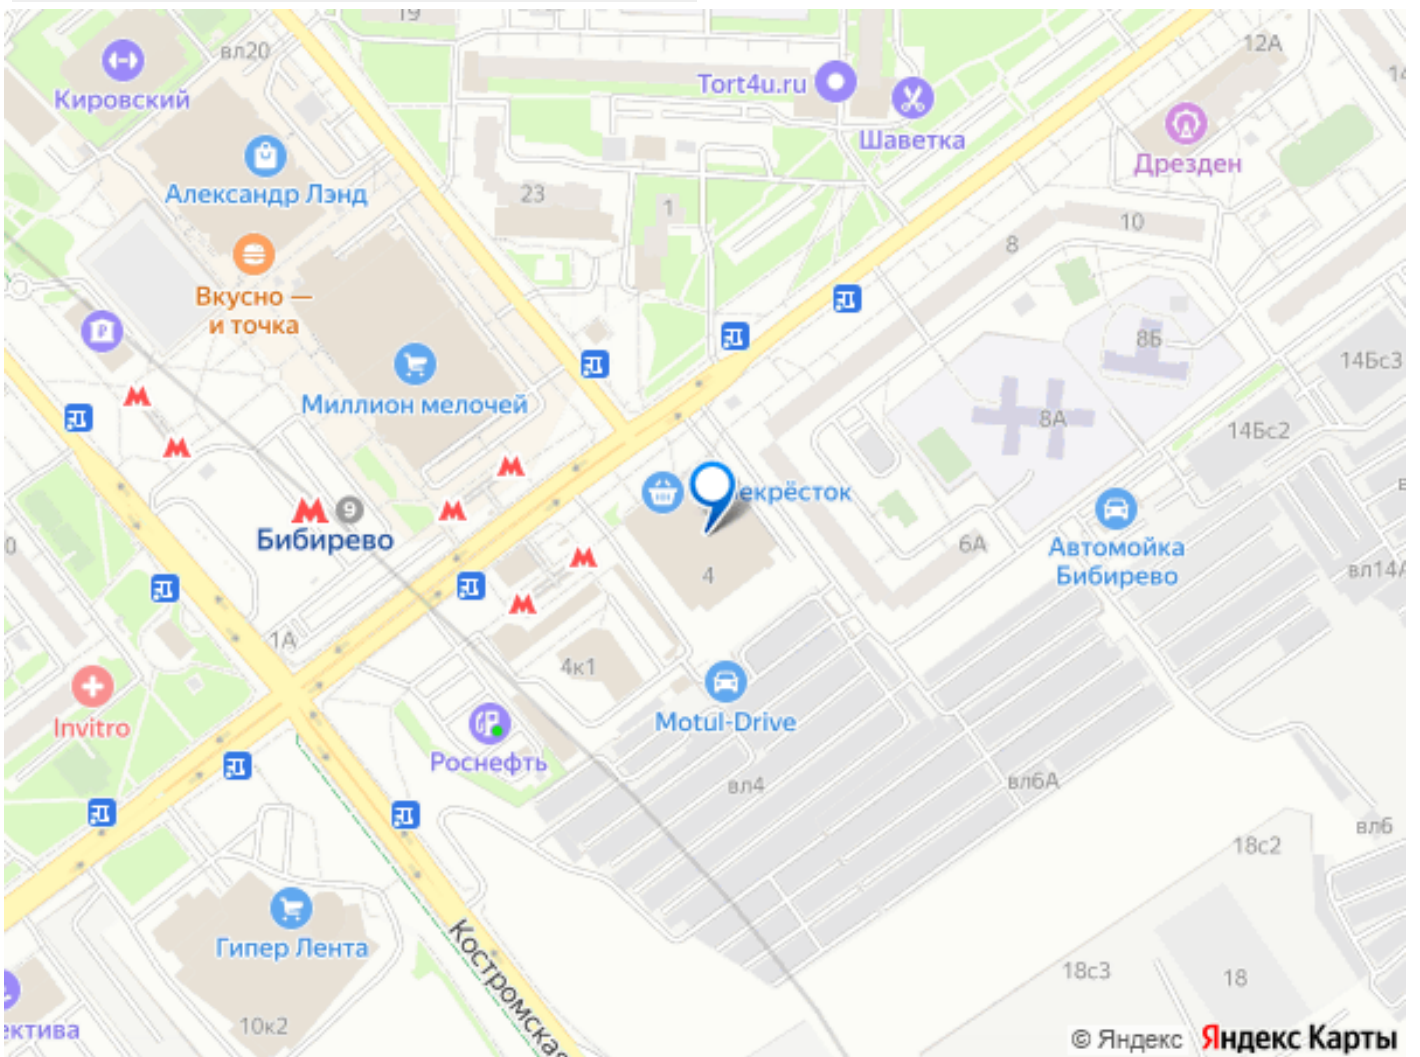 19
12А
вл20
Tort4u.ru
Кировский
Шаветка
Дрезден
Александр Лэнд
23
1
10
8
Вкусно —
и точка
8Б
14Бс3
Миллион мелочей
8А
14Бс2
екрёсток
9
Бибирево
6А
Автомойка
Бибирево
4
вл14А
1А
4к1
Invitro
Motul-Drive
Роснефть
вл4
вл6А
вл6
18с2
Гипер Лента
Костромская
18с3
18
10к2
ектива
© Яндекс Яндекс Карты